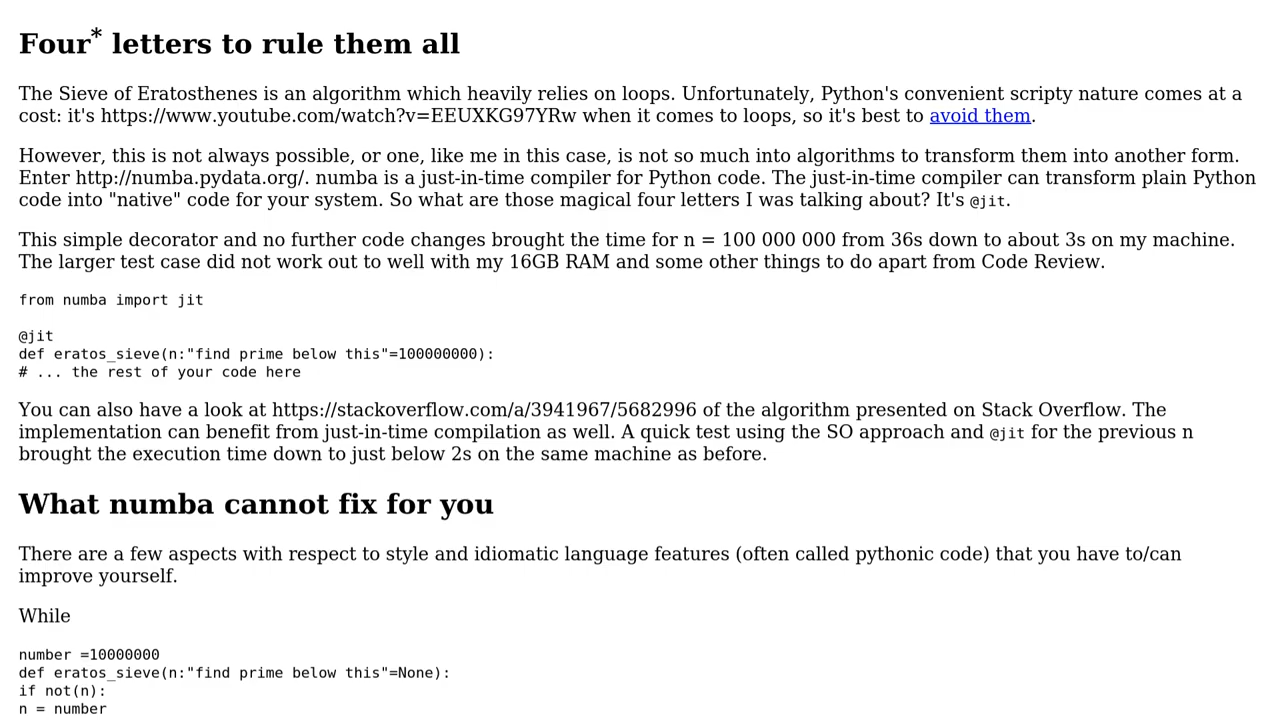 Four* letters to rule them all
The Sieve of Eratosthenes is an algorithm which heavily relies on loops. Unfortunately, Python's convenient scripty nature comes at a
cost: it's https://www.youtube.com/watch?v=EEUXKG97YRw when it comes to loops, so it's best to avoid them.
However, this is not always possible, or one, like me in this case, is not so much into algorithms to transform them into another form.
Enter http://numba.pydata.org/. numba is a just-in-time compiler for Python code. The just-in-time compiler can transform plain Python
code into "native" code for your system. So what are those magical four letters I was talking about? It's @jit.
This simple decorator and no further code changes brought the time for n = 100 000 000 from 36s down to about 3s on my machine.
The larger test case did not work out to well with my 16GB RAM and some other things to do apart from Code Review.
from numba import jit
@jit
def eratos_sieve(n:"find prime below this"=100000000):
# ... the rest of your code here
You can also have a look at https://stackoverflow.com/a/3941967/5682996 of the algorithm presented on Stack Overflow. The
implementation can benefit from just-in-time compilation as well. A quick test using the SO approach and @jit for the previous n
brought the execution time down to just below 2s on the same machine as before.
What numba cannot fix for you
There are a few aspects with respect to style and idiomatic language features (often called pythonic code) that you have to/can
improve yourself.
While
number =10000000
def eratos_sieve(n:"find prime below this"=None):
if not(n):
n = number